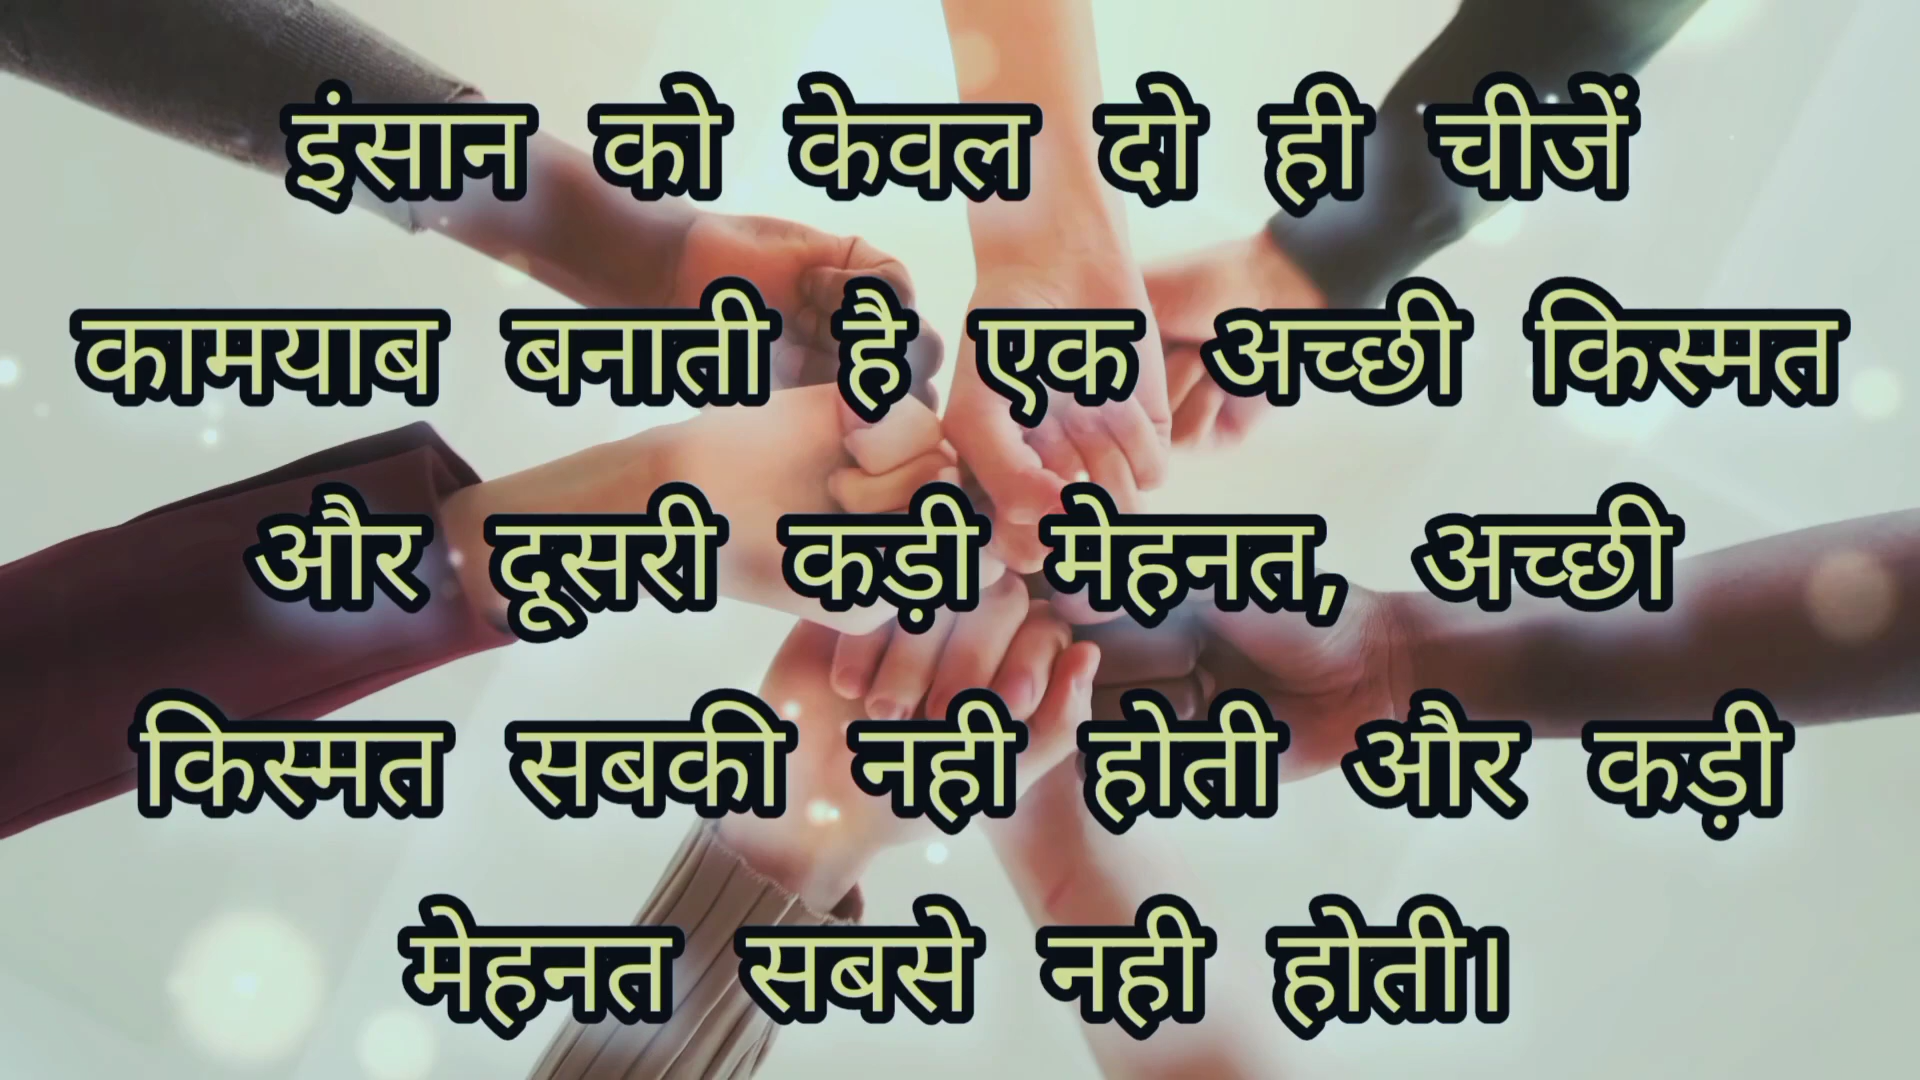 इंसान को केवल दो ही चीजें
कामयाब बनाती है एक अच्छी किस्मत
और दूसरी कड़ी मेहनत, अच्छी
किस्मत सबकी नही होती और कड़ी
मेहनत सबसे नही होती।